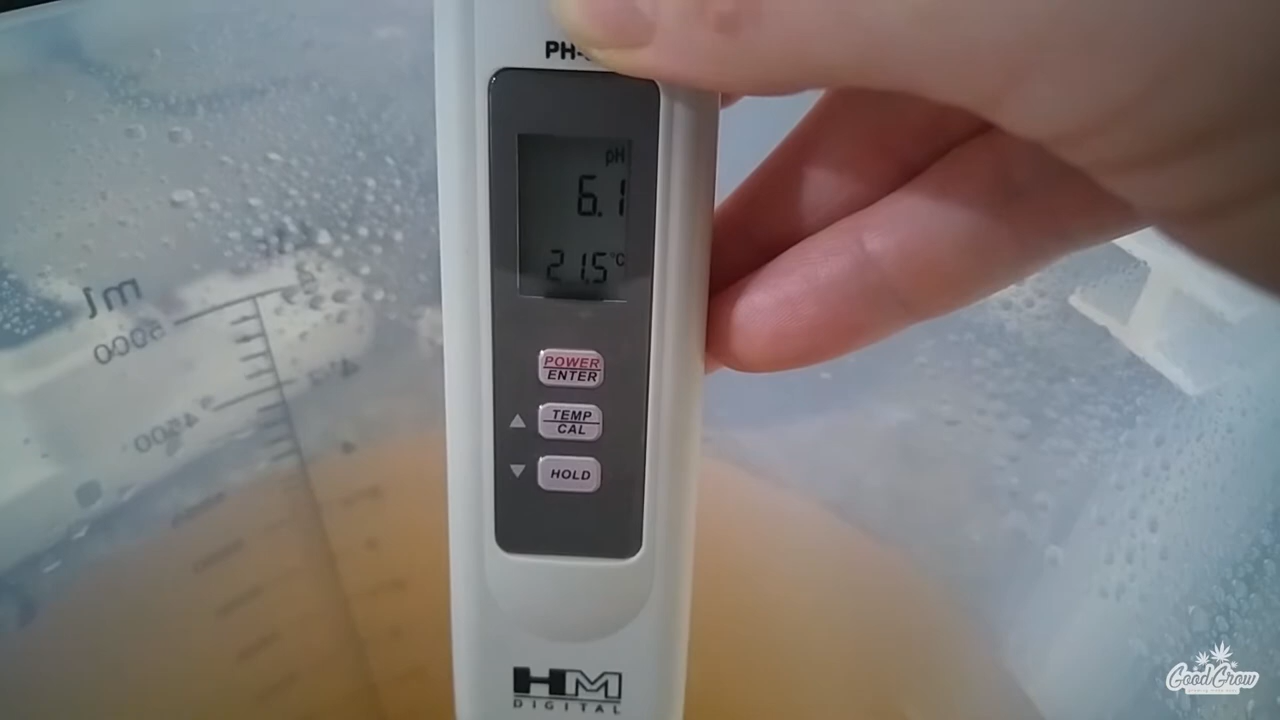 PH-
pH
6.1
21.5 °C
POWER
ENTER
TEMP
CAL
HOLD
HM
DIGITAL
ml
5000
4500
GoodGrow